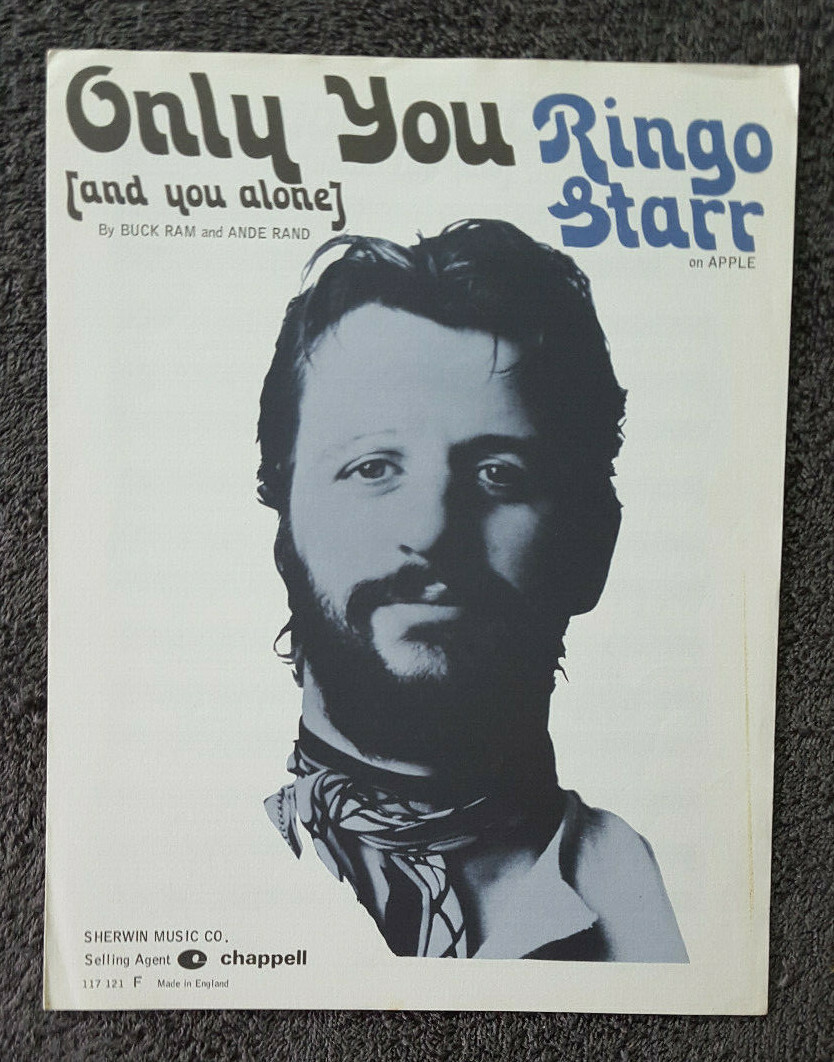 Only You
[and you alone]
By BUCK RAM and ANDE RAND
Ringo
Starr
on APPLE
SHERWIN MUSIC CO.
Selling Agent chappell
117 121 F Made in England